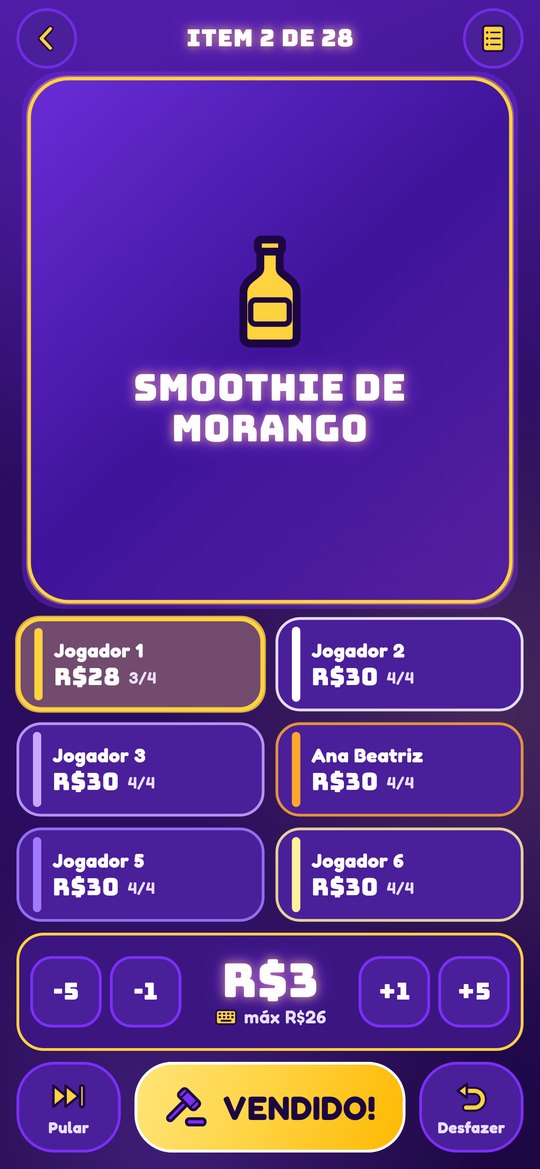 ITEM 2 DE 28
SMOOTHIE DE
MORANGO
Jogador 1
R$28 3/4
Jogador 2
R$30 4/4
Jogador 3
R$30 4/4
Ana Beatriz
R$30 4/4
Jogador 5
R$30 4/4
Jogador 6
R$30 4/4
-5
-1
R$3
máx R$26
+1
+5
Pular
VENDIDO!
Desfazer